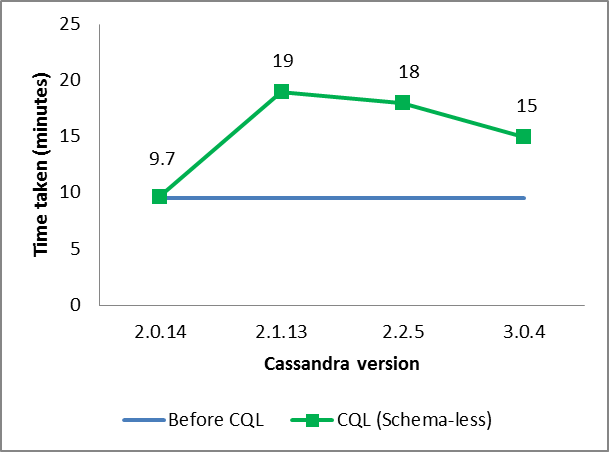 25
20
15
10
5
0
Time taken (minutes)
9.7
19
18
15
2.0.14 2.1.13 2.2.5 3.0.4
Cassandra version
Before CQL CQL (Schema-less)